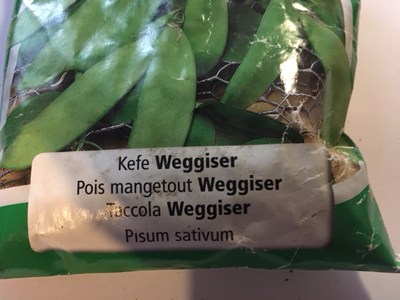 Kefe Weggiser
Pois mangetout Weggiser
Taccola Weggiser
Pisum sativum